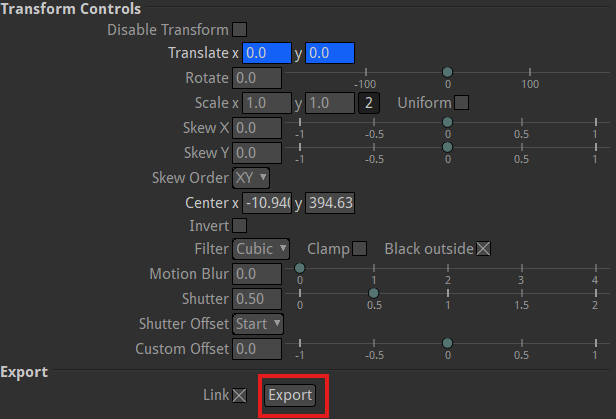 Transform Controls
Disable Transform
Translate x 0.0 y 0.0
Rotate 0.0 -100 0 100
Scale x 1.0 y 1.0 2 Uniform
Skew X 0.0 -1 -0.5 0 0.5 1
Skew Y 0.0 -1 -0.5 0 0.5 1
Skew Order XY
Center x -10.940 y 394.63
Invert
Filter Cubic Clamp Black outside
Motion Blur 0.0 0 1 2 3 4
Shutter 0.50 0 0.5 1 1.5 2
Shutter Offset Start
Custom Offset 0.0 -1 -0.5 0 0.5 1
Export
Link Export